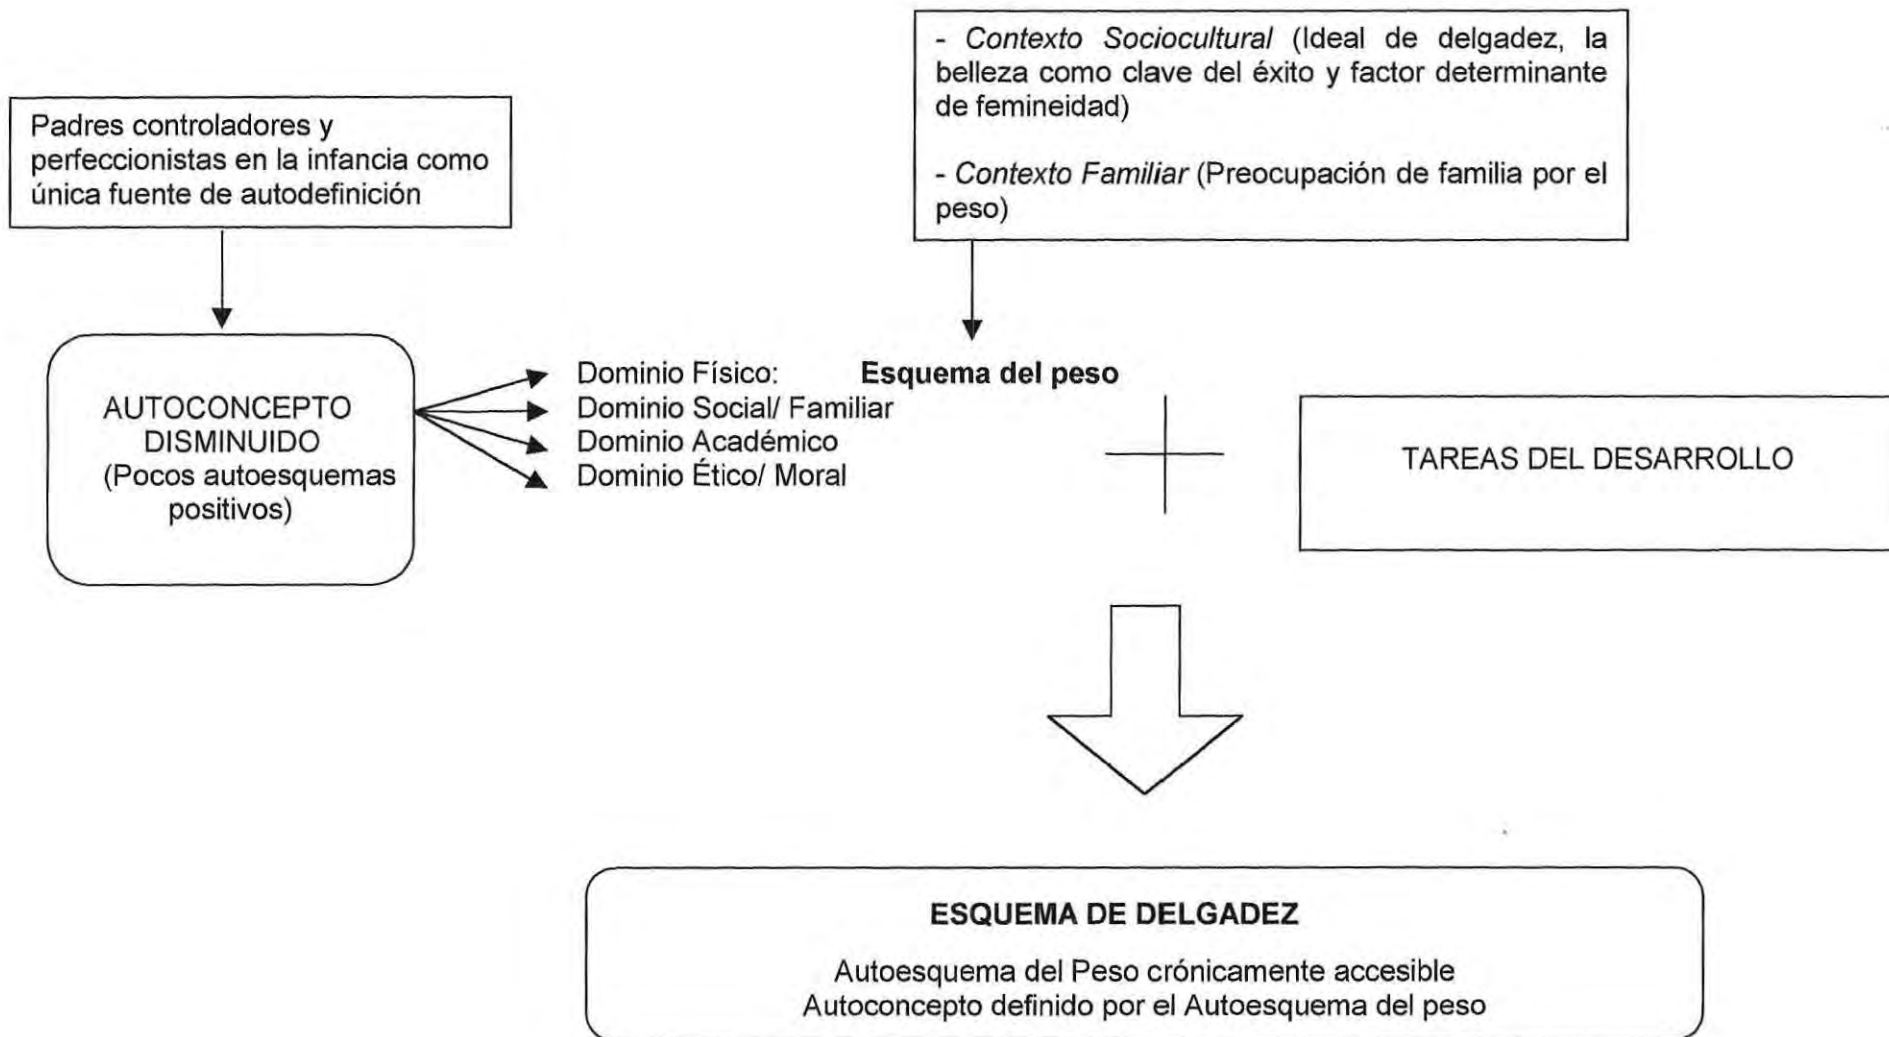 - Contexto Sociocultural (Ideal de delgadez, la
belleza como clave del éxito y factor determinante
de femineidad)
- Contexto Familiar (Preocupación de familia por el
peso)
Padres controladores y
perfeccionistas en la infancia como
única fuente de autodefinición
AUTOCONCEPTO
DISMINUIDO
(Pocos autoesquemas
positivos)
Dominio Físico: Esquema del peso
Dominio Social/ Familiar
Dominio Académico
Dominio Ético/ Moral
TAREAS DEL DESARROLLO
ESQUEMA DE DELGADEZ
Autoesquema del Peso crónicamente accesible
Autoconcepto definido por el Autoesquema del peso